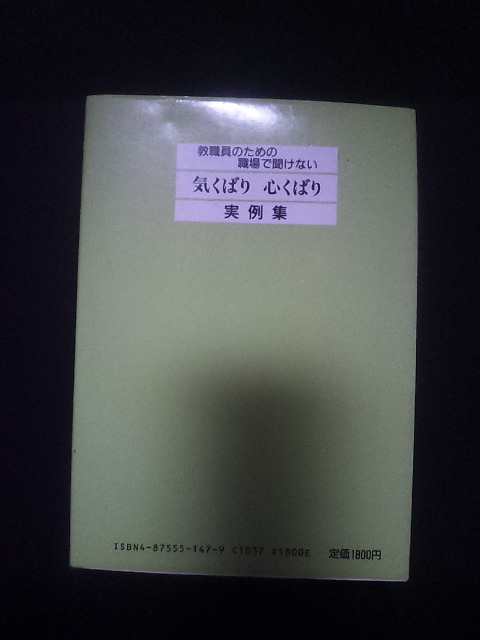 教職員のための
職場で聞けない
気くばり 心くばり
実例集
ISBN4-87555-147-9 C1037 ¥1800E 定価1800円